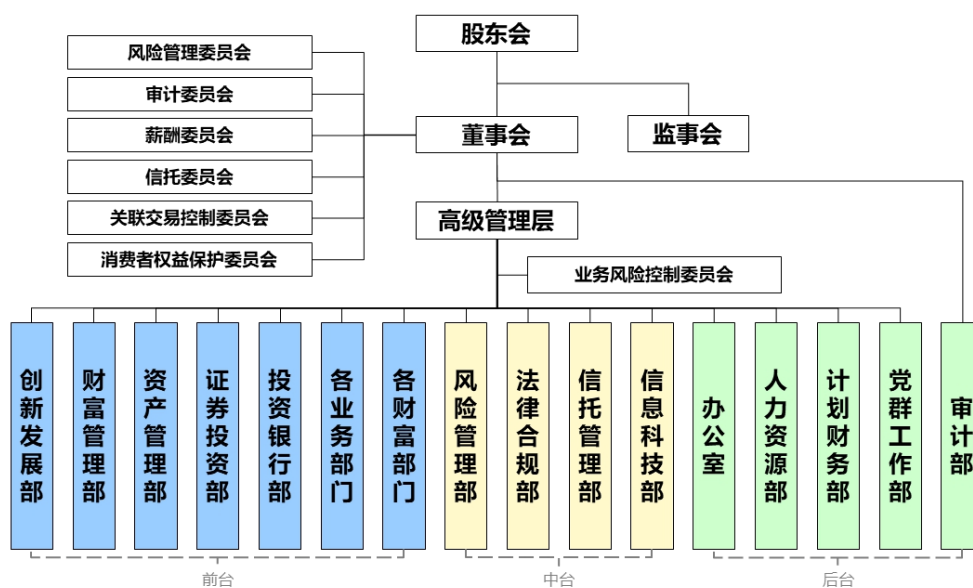 股东会
风险管理委员会
审计委员会
薪酬委员会
信托委员会
关联交易控制委员会
消费者权益保护委员会
董事会
监事会
高级管理层
业务风险控制委员会
创新发展部
财富管理部
资产管理部
证券投资部
投资银行部
各业务部门
各财富部门
风险管理部
法律合规部
信托管理部
信息科技部
办公室
人力资源部
计划财务部
党群工作部
审计部
前台
中台
后台